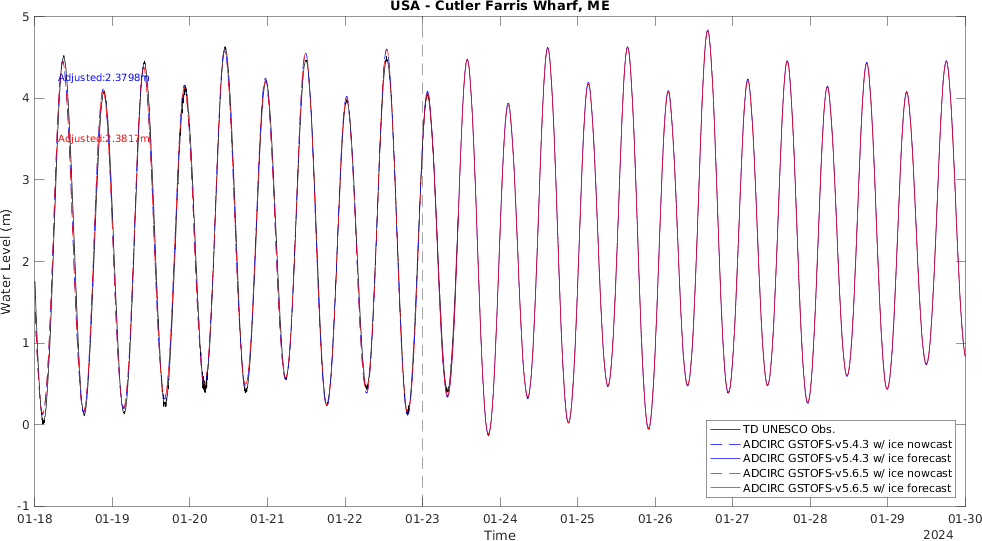 USA - Cutler Farris Wharf, ME
5
Adjusted:2.3798m
4
Adjusted:2.3817m
3
Water Level (m)
2
1
0
TD UNESCO Obs.
ADCIRC GSTOFS-v5.4.3 w/ ice nowcast
ADCIRC GSTOFS-v5.4.3 w/ ice forecast
ADCIRC GSTOFS-v5.6.5 w/ ice nowcast
ADCIRC GSTOFS-v5.6.5 w/ ice forecast
-1
01-18 01-19 01-20 01-21 01-22 01-23 01-24 01-25 01-26 01-27 01-28 01-29 01-30
Time
2024